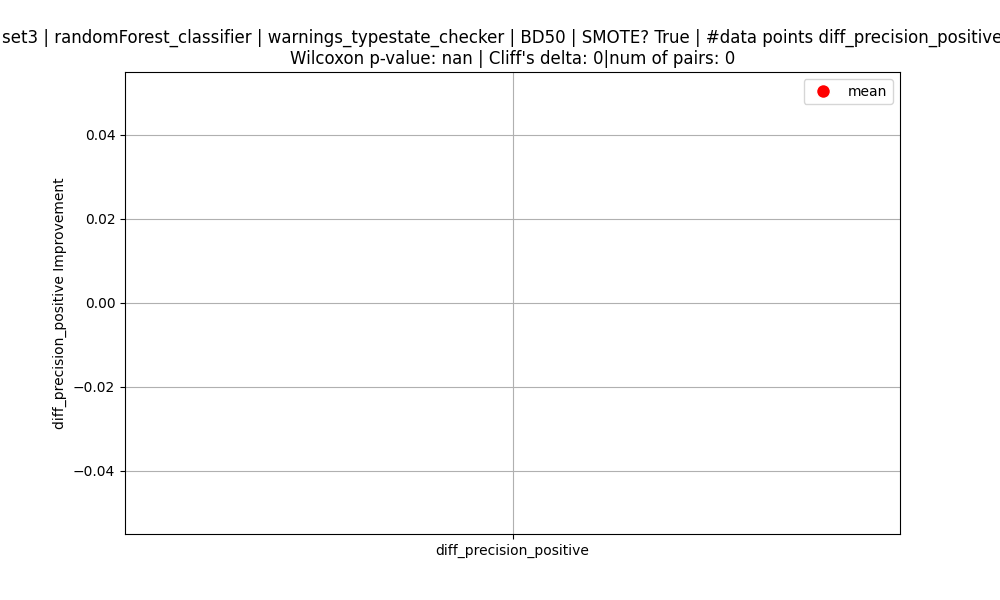 set3 | randomForest_classifier | warnings_typestate_checker | BD50 | SMOTE? True | #data points diff_precision_positive
Wilcoxon p-value: nan | Cliff's delta: 0|num of pairs: 0
mean
0.04
0.02
0.00
−0.02
−0.04
diff_precision_positive Improvement
diff_precision_positive